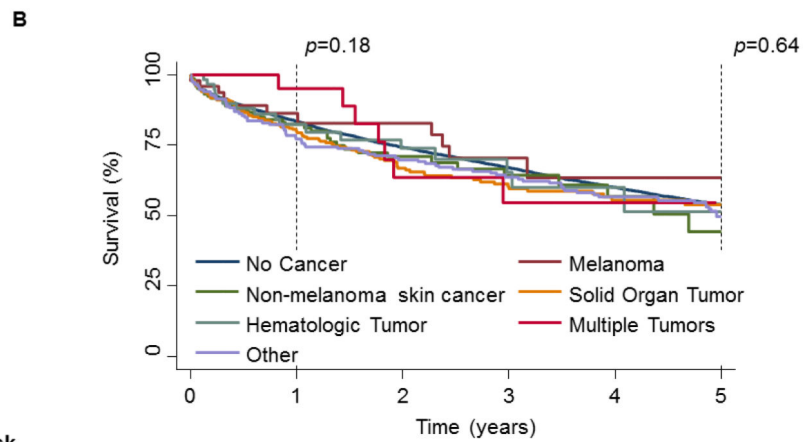 B
p=0.18
p=0.64
100
75
50
25
0
Survival (%)
No Cancer
Melanoma
Non-melanoma skin cancer
Solid Organ Tumor
Hematologic Tumor
Multiple Tumors
Other
0 1 2 3 4 5
Time (years)